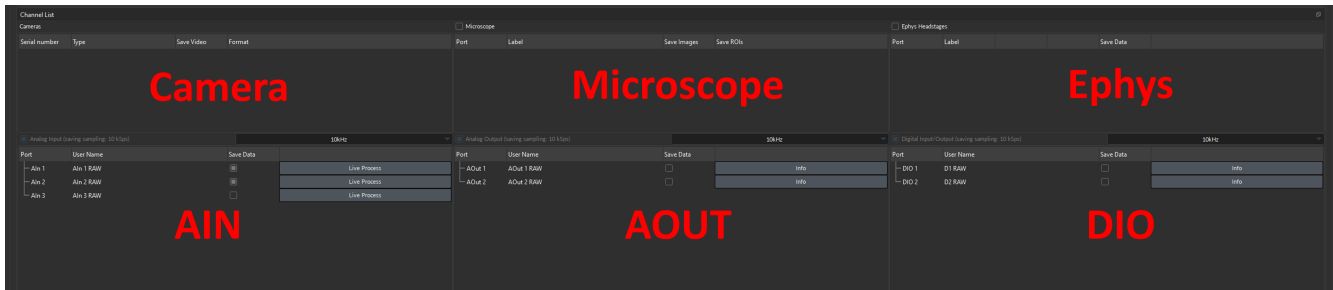 Channel List
Cameras
Serial number Type Save Video Format
Camera
Microscope
Port Label Save Images Save ROIs
Microscope
Ephys Headstages
Port Label Save Data
Ephys
Analog Input (saving sampling: 10 kSps) 10kHz
Port User Name Save Data
AIn 1 AIn 1 RAW Live Process
AIn 2 AIn 2 RAW Live Process
AIn 3 AIn 3 RAW Live Process
AIN
Analog Output (saving sampling: 10 kSps) 10kHz
Port User Name Save Data
AOut 1 AOut 1 RAW Info
AOut 2 AOut 2 RAW Info
AOUT
Digital Input/Output (saving sampling: 10 kSps) 10kHz
Port User Name Save Data
DIO 1 D1 RAW Info
DIO 2 D2 RAW Info
DIO